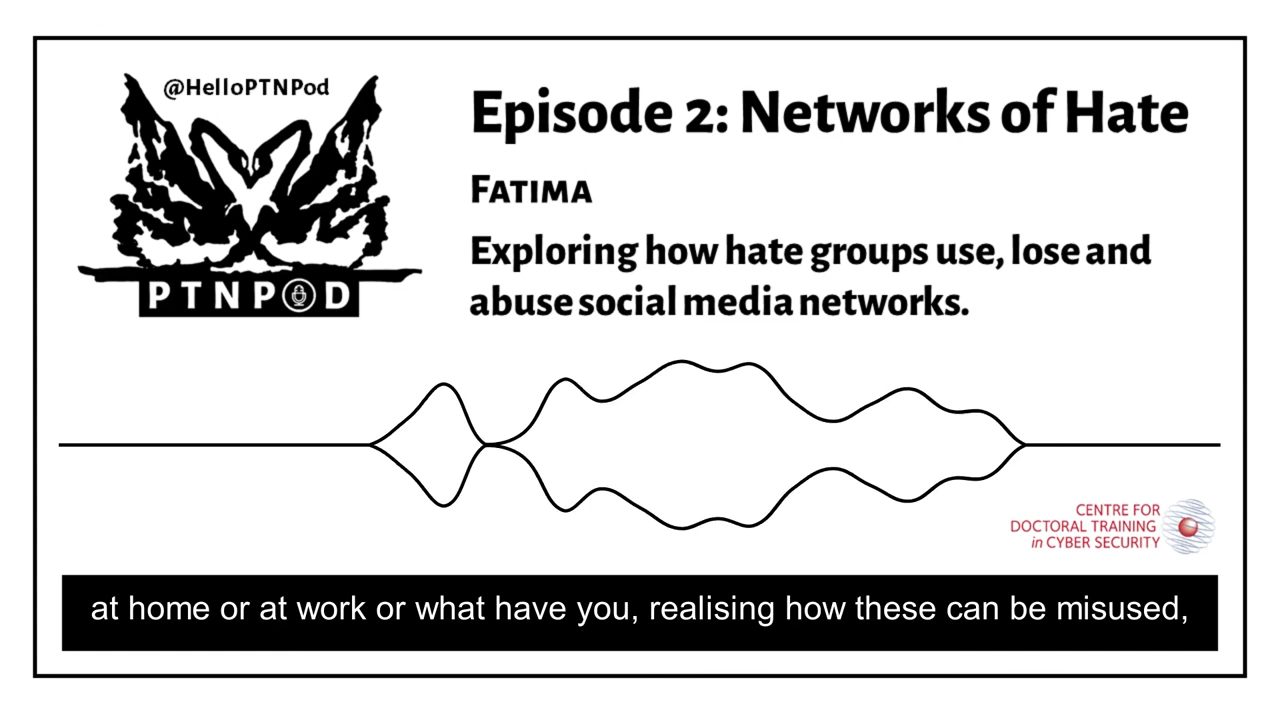 @HelloPTNPod
PTNPOD
Episode 2: Networks of Hate
FATIMA
Exploring how hate groups use, lose and
abuse social media networks.
CENTRE FOR
DOCTORAL TRAINING
in CYBER SECURITY
at home or at work or what have you, realising how these can be misused,